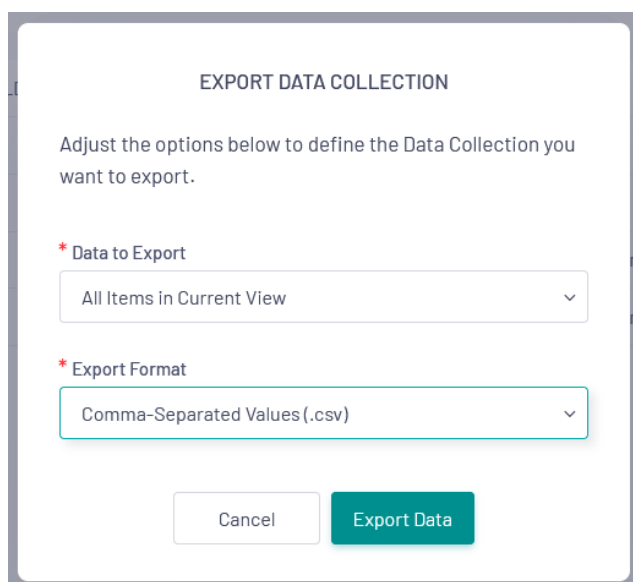 EXPORT DATA COLLECTION
Adjust the options below to define the Data Collection you
want to export.
* Data to Export
All Items in Current View
* Export Format
Comma-Separated Values (.csv)
Cancel
Export Data